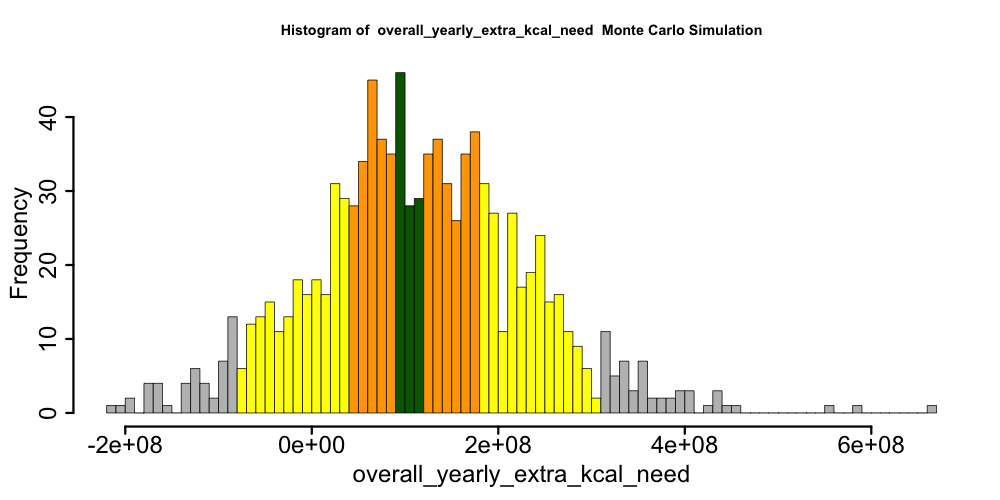 Histogram of  overall_yearly_extra_kcal_need  Monte Carlo Simulation
Frequency
40
30
20
10
0
-2e+08 0e+00 2e+08 4e+08 6e+08
overall_yearly_extra_kcal_need